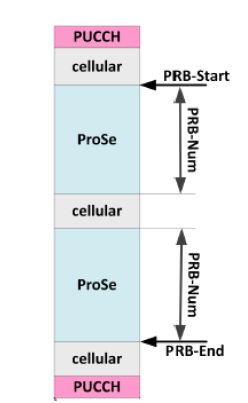 PUCCH
cellular
PRB-Start
ProSe
PRB-Num
cellular
ProSe
PRB-Num
PRB-End
cellular
PUCCH